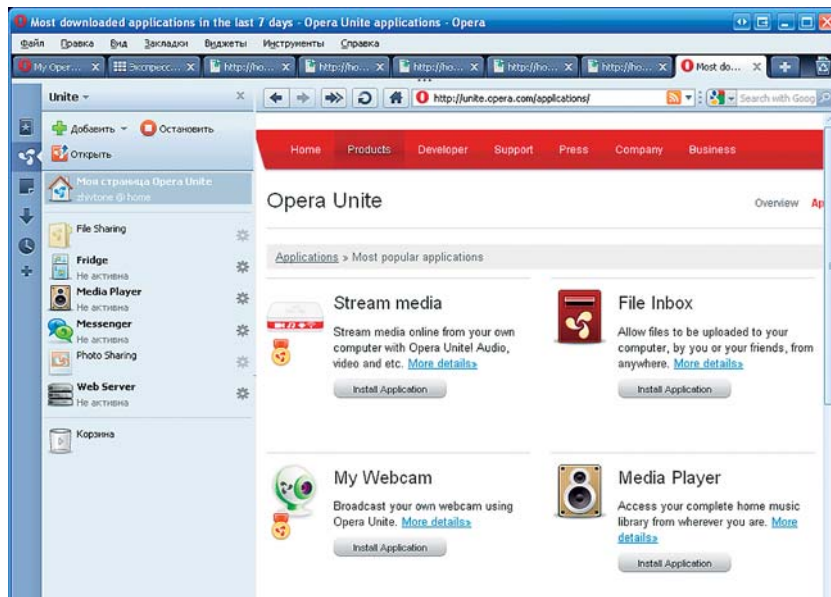 Most downloaded applications in the last 7 days - Opera Unite applications - Opera
Файл Правка Вид Закладки Виджеты Инструменты Справка
My Oper... Экспресс... http://ho... http://ho... http://ho... http://ho... http://ho... Most do...
Unite
http://unite.opera.com/applications/
Search with Goog
Добавить Остановить
Открыть
Моя страница Opera Unite
zhivtone @ home
File Sharing
Fridge
Не активна
Media Player
Не активна
Messenger
Не активна
Photo Sharing
Web Server
Не активна
Корзина
Home Products Developer Support Press Company Business
Opera Unite
Overview Ap
Applications » Most popular applications
Stream media
Stream media online from your own
computer with Opera Unite! Audio,
video and etc. More details»
Install Application
File Inbox
Allow files to be uploaded to your
computer, by you or your friends, from
anywhere. More details»
Install Application
My Webcam
Broadcast your own webcam using
Opera Unite. More details»
Install Application
Media Player
Access your complete home music
library from wherever you are. More
details»
Install Application